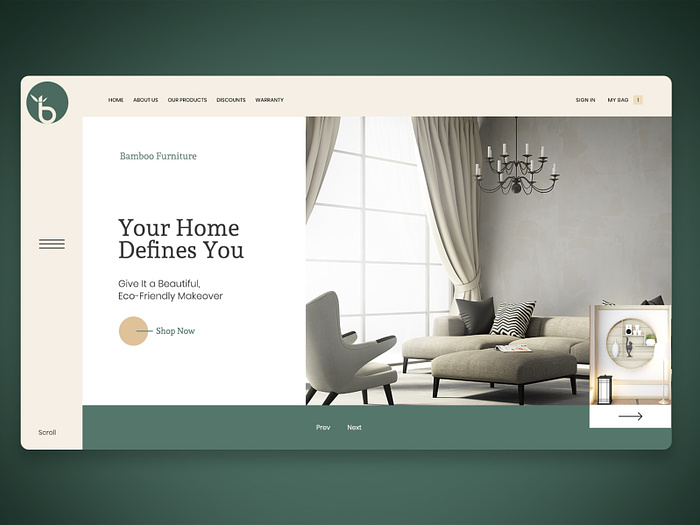 b
HOME ABOUT US OUR PRODUCTS DISCOUNTS WARRANTY SIGN IN MY BAG 1
Bamboo Furniture
Your Home
Defines You
Give It a Beautiful,
Eco-Friendly Makeover
Shop Now
Scroll
Prev Next